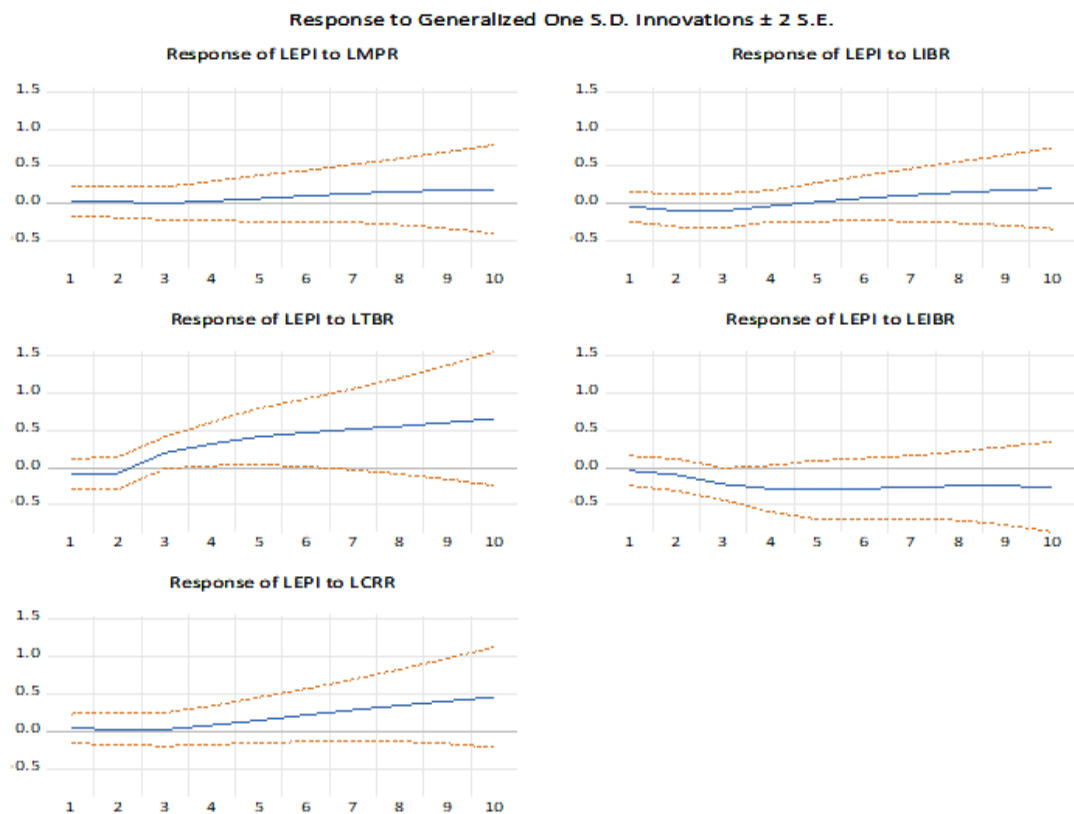 Response to Generalized One S.D. Innovations ± 2 S.E.
Response of LEPI to LMPR
1.5
1.0
0.5
0.0
-0.5
1 2 3 4 5 6 7 8 9 10
Response of LEPI to LIBR
1.5
1.0
0.5
0.0
-0.5
1 2 3 4 5 6 7 8 9 10
Response of LEPI to LTBR
1.5
1.0
0.5
0.0
-0.5
1 2 3 4 5 6 7 8 9 10
Response of LEPI to LEIBR
1.5
1.0
0.5
0.0
-0.5
1 2 3 4 5 6 7 8 9 10
Response of LEPI to LCRR
1.5
1.0
0.5
0.0
-0.5
1 2 3 4 5 6 7 8 9 10